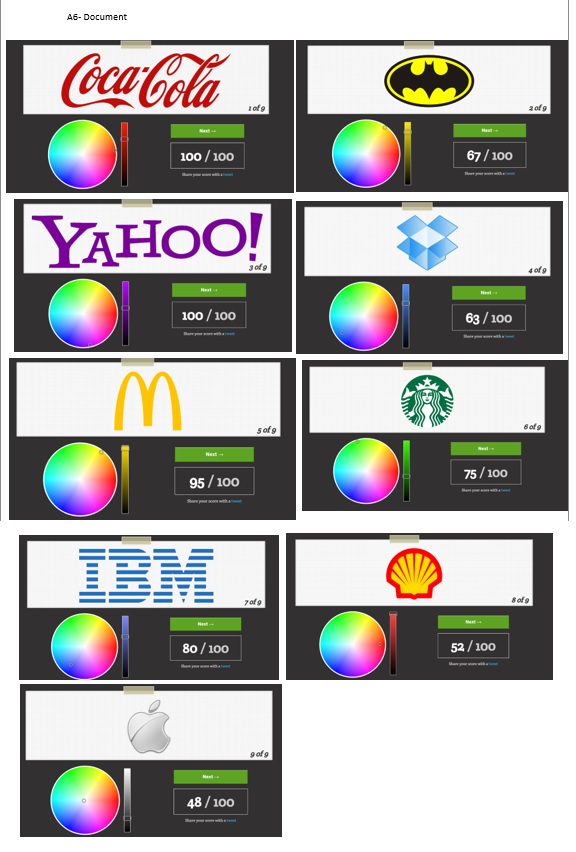 A6- Document
Coca-Cola
1 of 9
Next →
100 / 100
Share your score with a tweet
2 of 9
Next →
67 / 100
Share your score with a tweet
YAHOO!
3 of 9
Next →
100 / 100
Share your score with a tweet
4 of 9
Next →
63 / 100
Share your score with a tweet
5 of 9
Next →
95 / 100
Share your score with a tweet
6 of 9
Next →
75 / 100
Share your score with a tweet
IBM
7 of 9
Next →
80 / 100
Share your score with a tweet
8 of 9
Next →
52 / 100
Share your score with a tweet
9 of 9
Next →
48 / 100
Share your score with a tweet